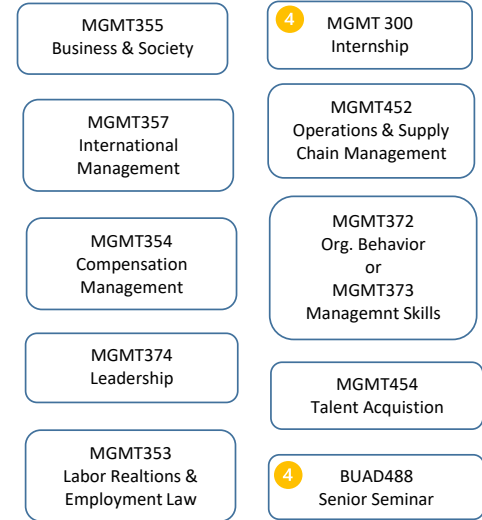 MGMT355
Business & Society
MGMT357
International
Management
MGMT354
Compensation
Management
MGMT374
Leadership
MGMT353
Labor Realtions &
Employment Law
4
MGMT 300
Internship
MGMT452
Operations & Supply
Chain Management
MGMT372
Org. Behavior
or
MGMT373
Managemnt Skills
MGMT454
Talent Acquistion
4
BUAD488
Senior Seminar